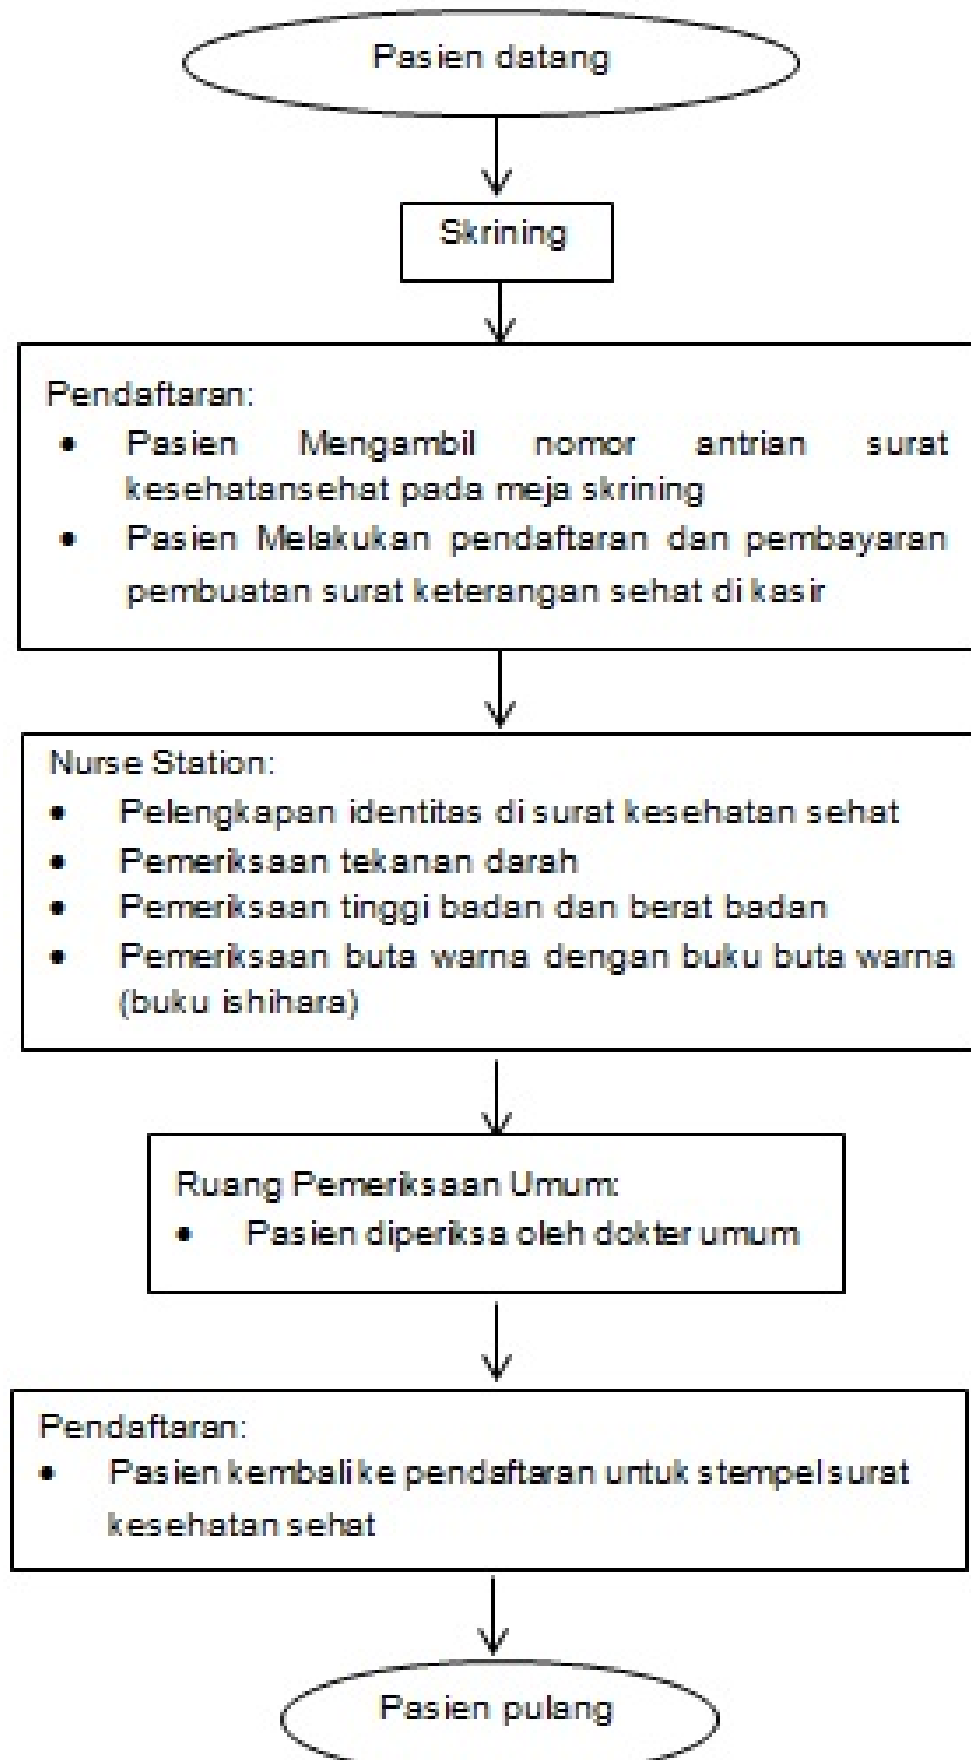 Pasien datang
Skrining
Pendaftaran:
• Pasien Mengambil nomor antrian surat
kesehatansehat pada meja skrining
• Pasien Melakukan pendaftaran dan pembayaran
pembuatan surat keterangan sehat di kasir
Nurse Station:
• Pelengkapan identitas di surat kesehatan sehat
• Pemeriksaan tekanan darah
• Pemeriksaan tinggi badan dan berat badan
• Pemeriksaan buta warna dengan buku buta warna
(buku ishihara)
Ruang Pemeriksaan Umum:
• Pasien diperiksa oleh dokter umum
Pendaftaran:
• Pasien kembali ke pendaftaran untuk stempel surat
kesehatan sehat
Pasien pulang